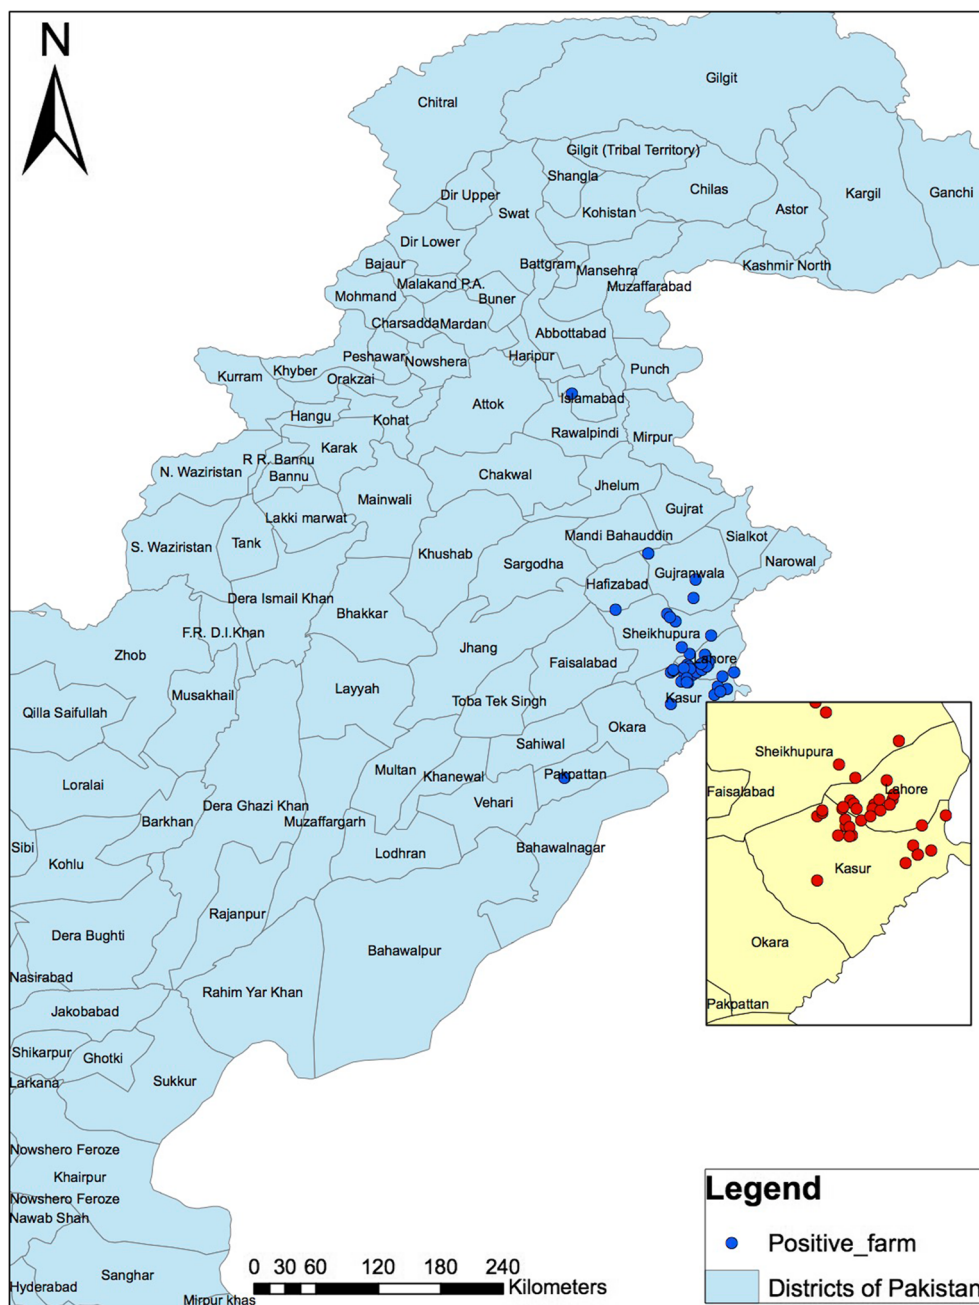 N
Gilgit
Chitral
Gilgit (Tribal Territory)
Shangla
Chilas
Kargil
Ganchi
Dir Upper
Swat
Kohistan
Astor
Dir Lower
Bajaur
Battgram
Mansehra
Kashmir North
Malakand P.A.
Muzaffarabad
Mohmand
Buner
Charsadda
Mardan
Abbottabad
Peshawar
Nowshera
Haripur
Kurram
Khyber
Orakzai
Punch
Islamabad
Attok
Hangu
Kohat
Rawalpindi
Mirpur
Karak
R R. Bannu
N. Waziristan
Bannu
Chakwal
Jhelum
Mainwali
Lakki marwat
Gujrat
S. Waziristan
Tank
Khushab
Sargodha
Mandi Bahauddin
Sialkot
Narowal
Hafizabad
Gujranwala
Dera Ismail Khan
Bhakkar
F.R. D.I.Khan
Zhob
Jhang
Sheikhupura
Faisalabad
Lahore
Musakhail
Layyah
Toba Tek Singh
Kasur
Qilla Saifullah
Okara
Sahiwal
Multan
Khanewal
Pakpattan
Loralai
Dera Ghazi Khan
Vehari
Barkhan
Muzaffargarh
Sibi
Kohlu
Lodhran
Bahawalnagar
Rajanpur
Dera Bughti
Bahawalpur
Nasirabad
Rahim Yar Khan
Jakobabad
Shikarpur
Ghotki
Larkana
Sukkur
Nowshero Feroze
Khairpur
Nowshero Feroze
Nawab Shah
Sanghar
Hyderabad
Mirpur khas
Sheikhupura
Faisalabad
Lahore
Kasur
Okara
Pakpattan
0 30 60 120 180 240
Kilometers
Legend
Positive_farm
Districts of Pakistan